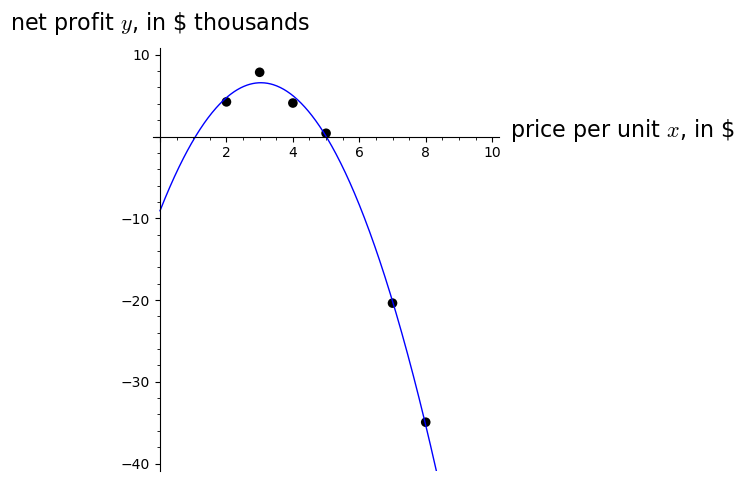 net profit y, in $ thousands
10
price per unit x, in $
2 4 6 8 10
−10
−20
−30
−40